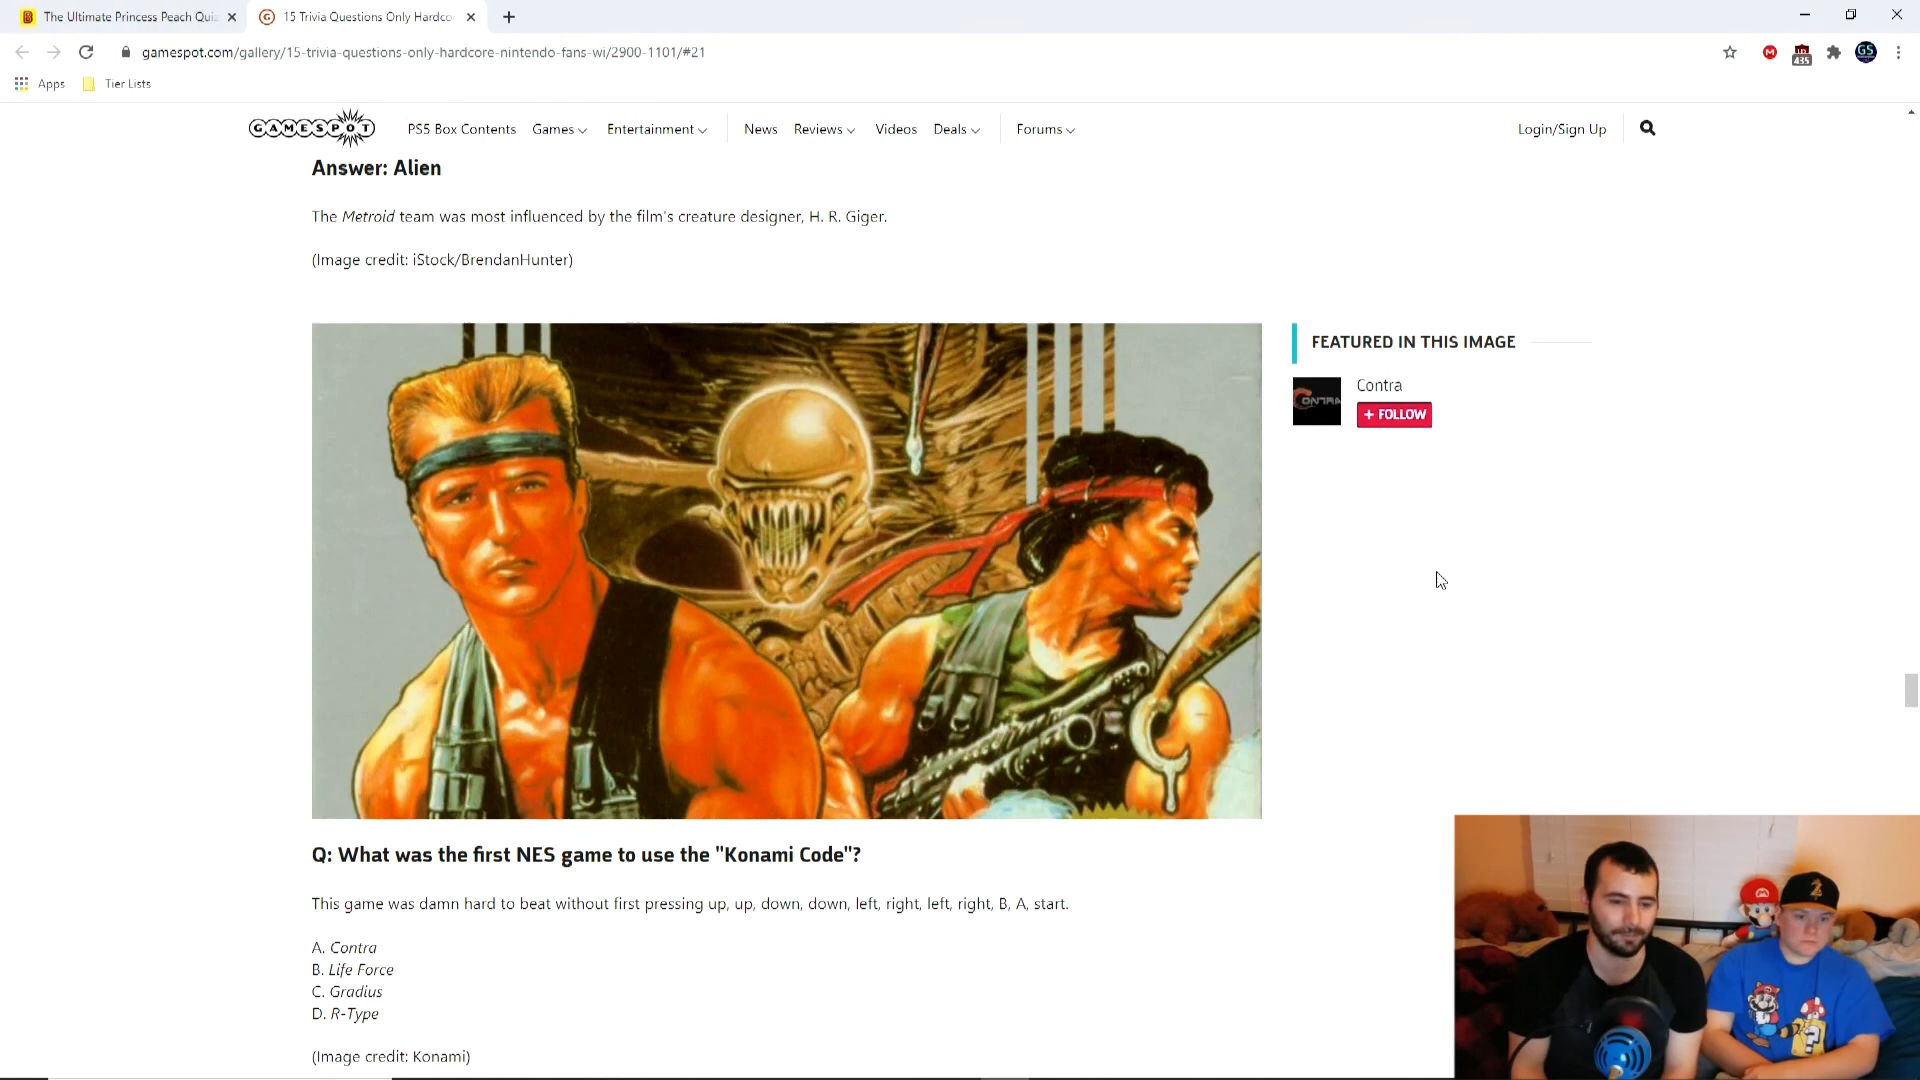 The Ultimate Princess Peach Quiz
15 Trivia Questions Only Hardco
gamespot.com/gallery/15-trivia-questions-only-hardcore-nintendo-fans-wi/2900-1101/#21
435
GS
Apps
Tier Lists
GAMESPOT
PS5 Box Contents
Games
Entertainment
News
Reviews
Videos
Deals
Forums
Login/Sign Up
Answer: Alien
The Metroid team was most influenced by the film's creature designer, H. R. Giger.
(Image credit: iStock/BrendanHunter)
FEATURED IN THIS IMAGE
CONTRA
Contra
+ FOLLOW
Q: What was the first NES game to use the "Konami Code"?
This game was damn hard to beat without first pressing up, up, down, down, left, right, left, right, B, A, start.
A. Contra
B. Life Force
C. Gradius
D. R-Type
(Image credit: Konami)